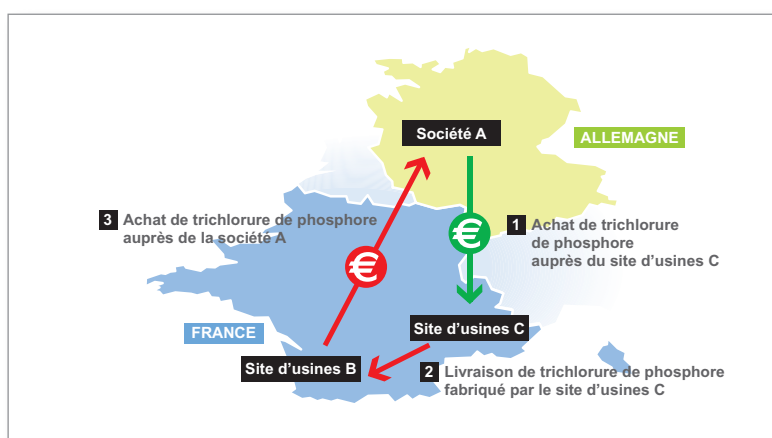 Société A
ALLEMAGNE
3 Achat de trichlorure de phosphore
auprès de la société A
€
1 Achat de trichlorure
de phosphore
auprès du site d'usines C
€
FRANCE
Site d'usines C
Site d'usines B
2 Livraison de trichlorure de phosphore
fabriqué par le site d'usines C